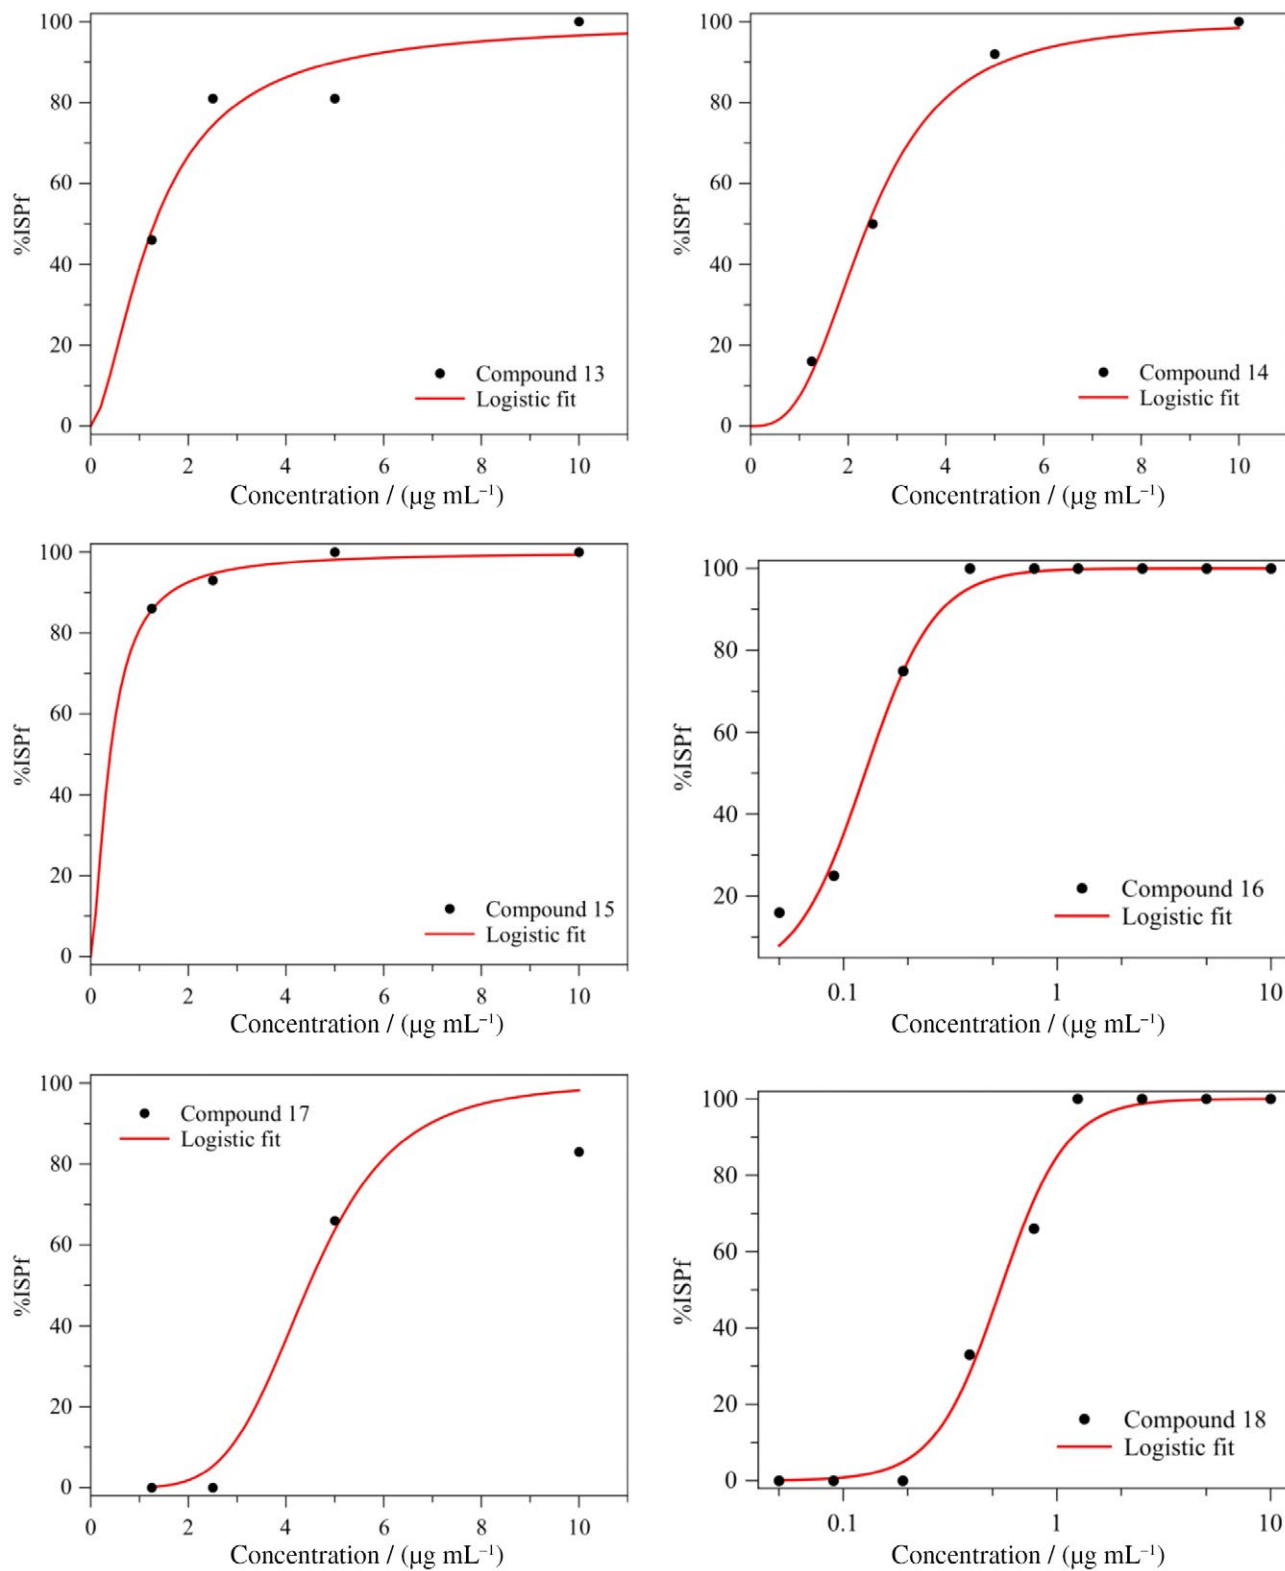 100
80
60
40
20
0
%ISPf
Compound 13
Logistic fit
0 2 4 6 8 10
Concentration / (µg mL⁻¹)
100
80
60
40
20
0
%ISPf
Compound 14
Logistic fit
0 2 4 6 8 10
Concentration / (µg mL⁻¹)
100
80
60
40
20
0
%ISPf
Compound 15
Logistic fit
0 2 4 6 8 10
Concentration / (µg mL⁻¹)
100
80
60
40
20
%ISPf
Compound 16
Logistic fit
0.1 1 10
Concentration / (µg mL⁻¹)
100
80
60
40
20
0
%ISPf
Compound 17
Logistic fit
0 2 4 6 8 10
Concentration / (µg mL⁻¹)
100
80
60
40
20
0
%ISPf
Compound 18
Logistic fit
0.1 1 10
Concentration / (µg mL⁻¹)